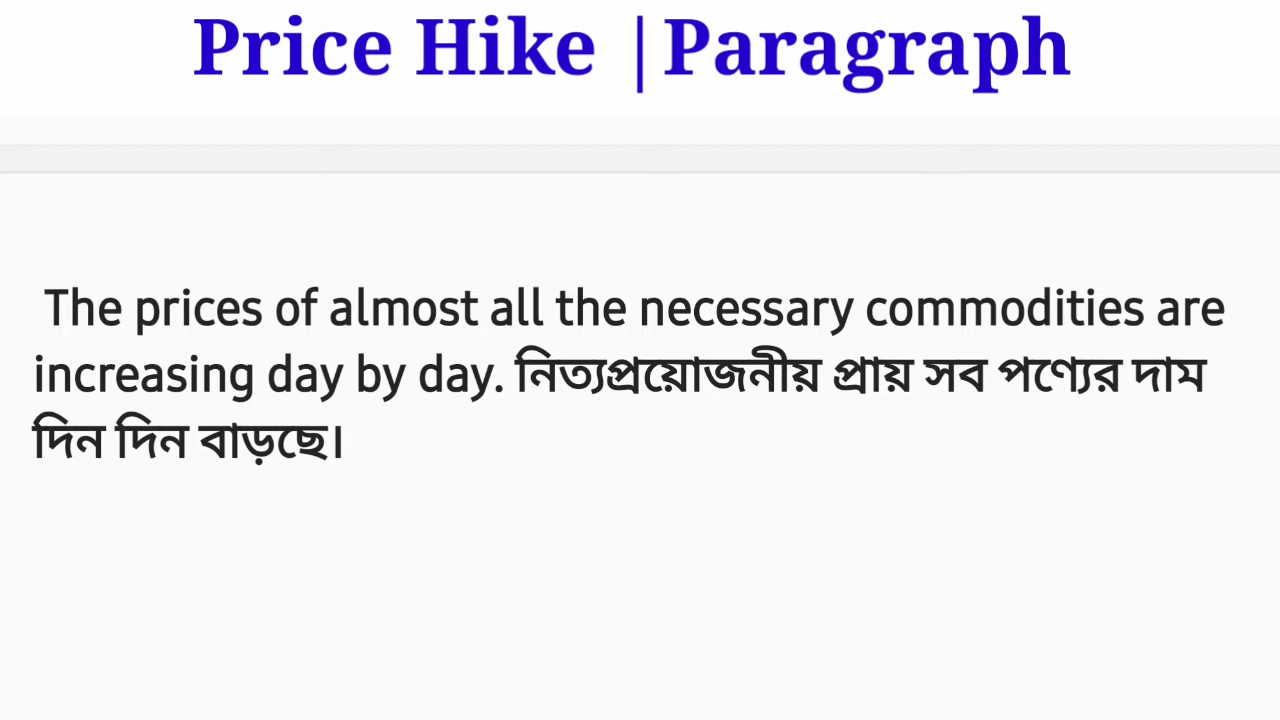 Price Hike |Paragraph
The prices of almost all the necessary commodities are
increasing day by day. নিত্যপ্রয়োজনীয় প্রায় সব পণ্যের দাম
দিন দিন বাড়ছে।